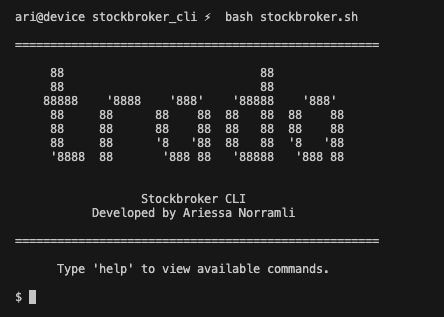 ari@device stockbroker_cli ⚡ bash stockbroker.sh
====================================================
     88                            88
     88                            88
    88888    '8888    '888'    '88888    '888'
     88     88      88    88  88   88  88    88
     88     88      88    88  88   88  88    88
     88     88      '8   '88  88   88  '8   '88
     '8888  88       '888 88   '88888   '888 88
Stockbroker CLI
Developed by Ariessa Norramli
====================================================
Type 'help' to view available commands.
$